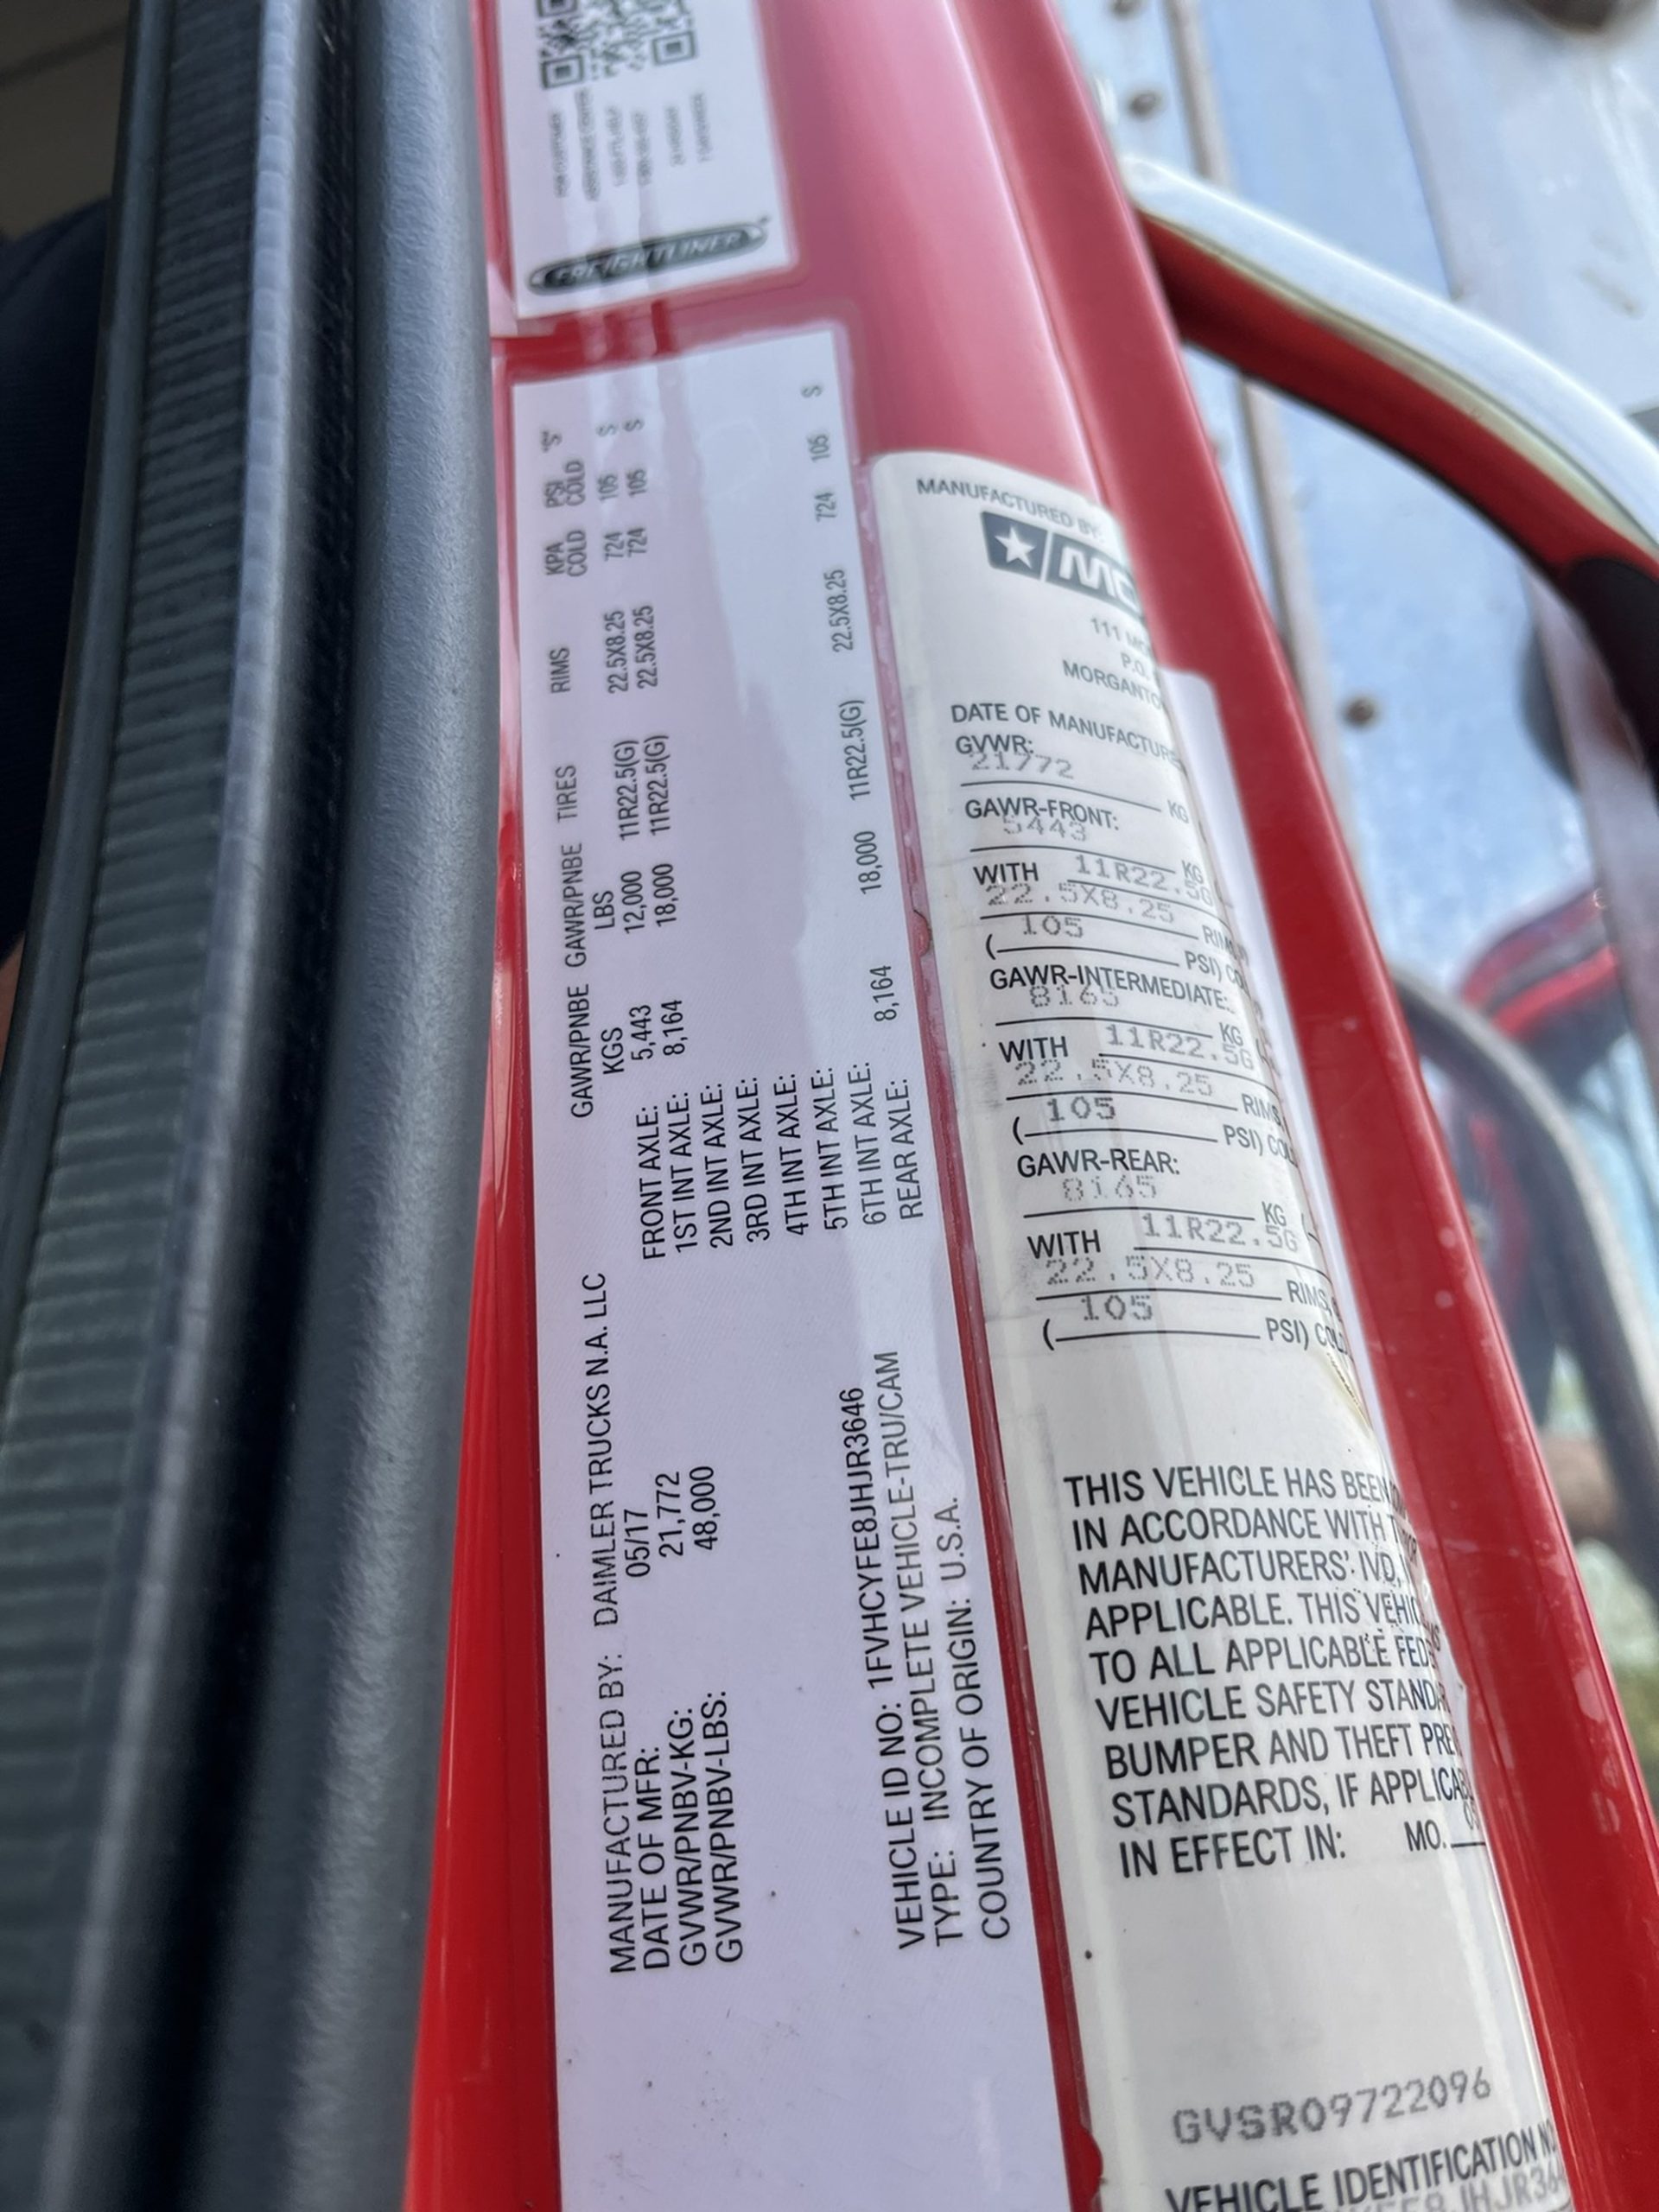 FREIGHTLINER
MANUFACTURED BY: DAIMLER TRUCKS N.A. LLC
DATE OF MFR: 05/17
GVWR/PNBV-KG: 21,772
GVWR/PNBV-LBS: 48,000
VEHICLE ID NO: 1FVHCYFE8JHJR3646
TYPE: INCOMPLETE VEHICLE-TRU/CAM
COUNTRY OF ORIGIN: U.S.A.
GAWR/PNBE GAWR/PNBE TIRES RIMS KPA PSI "S"
KGS LBS COLD COLD
FRONT AXLE: 5,443 12,000 11R22.5(G) 22.5X8.25 724 105 S
1ST INT AXLE: 8,164 18,000 11R22.5(G) 22.5X8.25 724 105 S
2ND INT AXLE:
3RD INT AXLE:
4TH INT AXLE:
5TH INT AXLE:
6TH INT AXLE:
REAR AXLE: 8,164 18,000 11R22.5(G) 22.5X8.25 724 105 S
MANUFACTURED BY:
111
P.O.
DATE OF MANUFACTURE
GVWR:
21772 KG
GAWR-FRONT:
5443 KG
WITH 11R22.5G
22.5X8.25
( 105 PSI)
GAWR-INTERMEDIATE:
8165 KG
WITH 11R22.5G
22.5X8.25 RIMS,
( 105 PSI)
GAWR-REAR:
8165 KG (
WITH 11R22.5G
22.5X8.25 RIMS,
( 105 PSI) COLD
THIS VEHICLE HAS BEEN
IN ACCORDANCE WITH
MANUFACTURERS' IVD,
APPLICABLE. THIS
TO ALL APPLICABLE
VEHICLE SAFETY
BUMPER AND THEFT
STANDARDS, IF
IN EFFECT IN: MO.
GVSR09722096
VEHICLE IDENTIFICATION